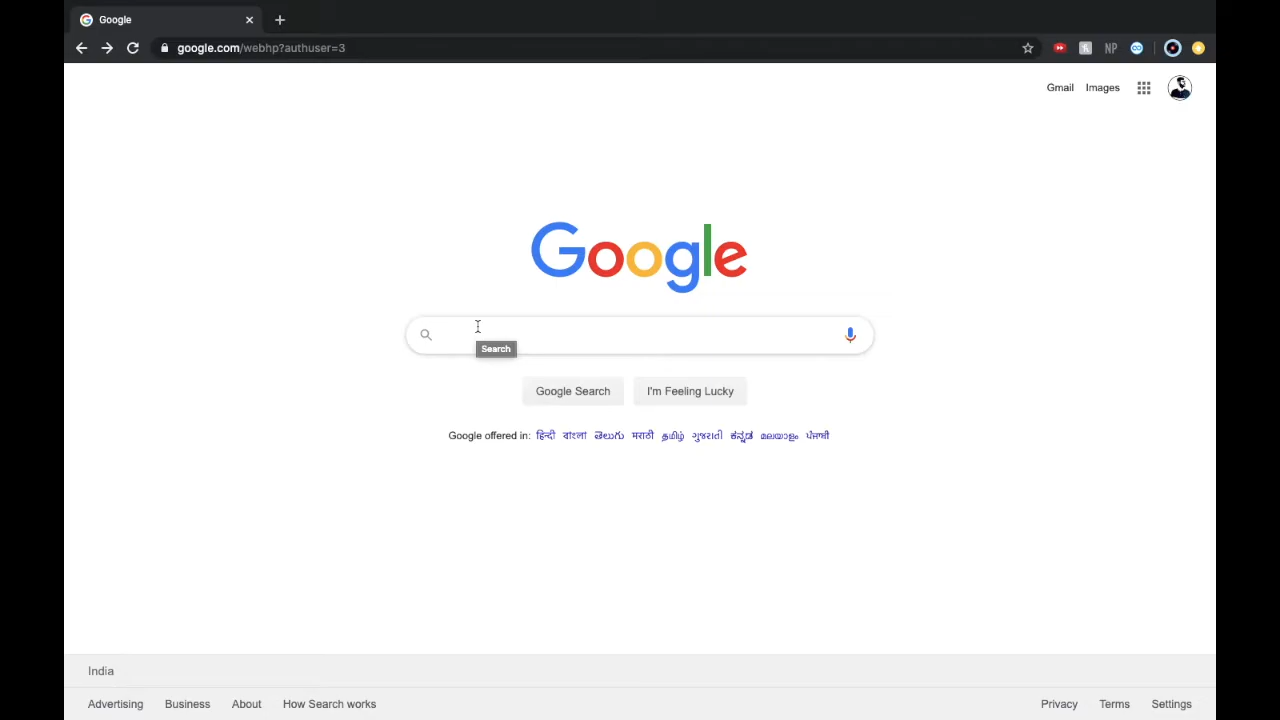 Google
google.com/webhp?authuser=3
NP
Gmail Images
Google
Search
Google Search I'm Feeling Lucky
Google offered in: हिन्दी বাংলা తెలుగు मराठी தமிழ் ગુજરાતી ಕನ್ನಡ മലയാളം ਪੰਜਾਬੀ
India
Advertising Business About How Search works Privacy Terms Settings